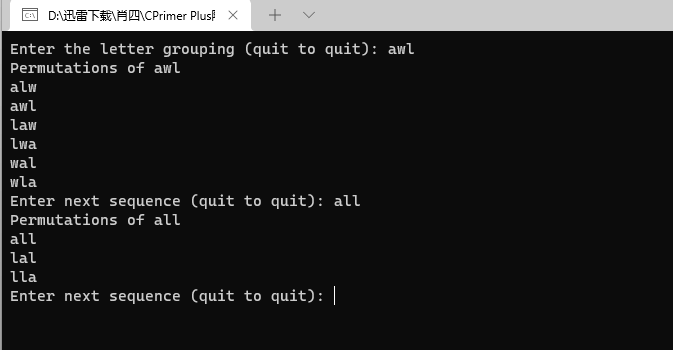 D:\迅雷下载\肖四\CPrimer Plus
Enter the letter grouping (quit to quit): awl
Permutations of awl
alw
awl
law
lwa
wal
wla
Enter next sequence (quit to quit): all
Permutations of all
all
lal
lla
Enter next sequence (quit to quit):